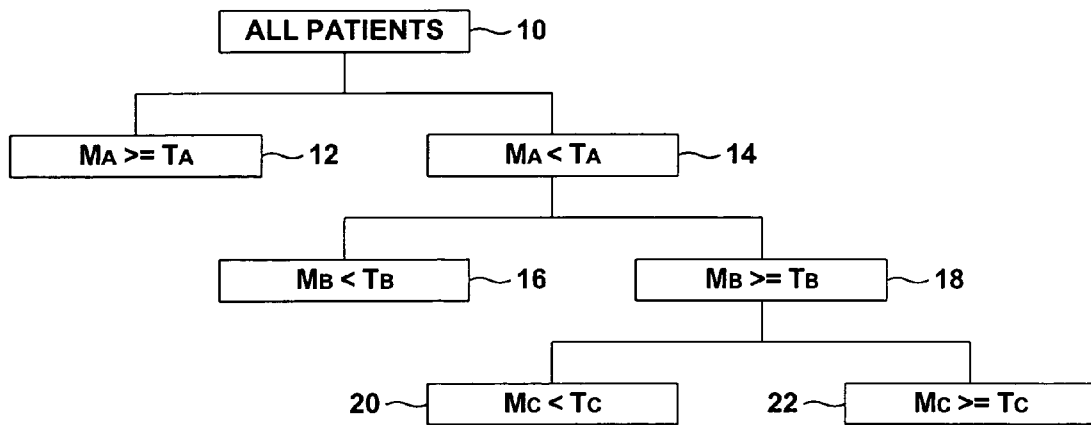 ALL PATIENTS 10
MA >= TA 12
MA < TA 14
MB < TB 16
MB >= TB 18
20 MC < TC
22 MC >= TC